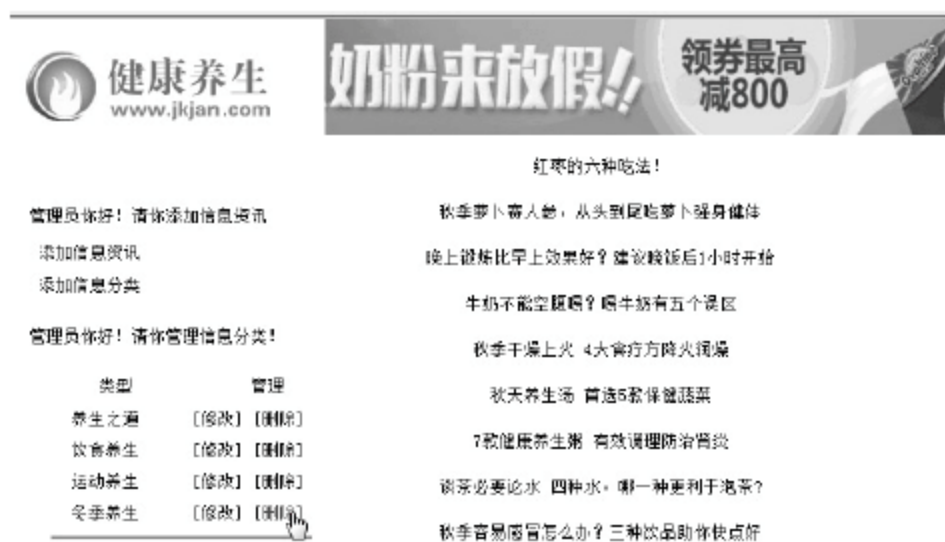 健康养生
www.jkjan.com
奶粉来放假!!
领券最高
减800
管理员你好！请你添加信息资讯
添加信息资讯
添加信息分类
管理员你好！请你管理信息分类！
类型 管理
养生之道 [修改] [删除]
饮食养生 [修改] [删除]
运动养生 [修改] [删除]
冬季养生 [修改] [删除]
红枣的六种吃法！
秋季萝卜赛人参，从头到尾吃萝卜强身健体
晚上锻炼比早上效果好？建议晚饭后1小时开始
牛奶不能空腹喝？喝牛奶有五个误区
秋季干燥上火 4大食疗方降火润燥
秋天养生汤 首选5款保健蔬菜
7款健康养生粥 有效调理防治肾炎
谈茶必要论水 四种水，哪一种更利于泡茶？
秋季容易感冒怎么办？三种饮品助你快点好